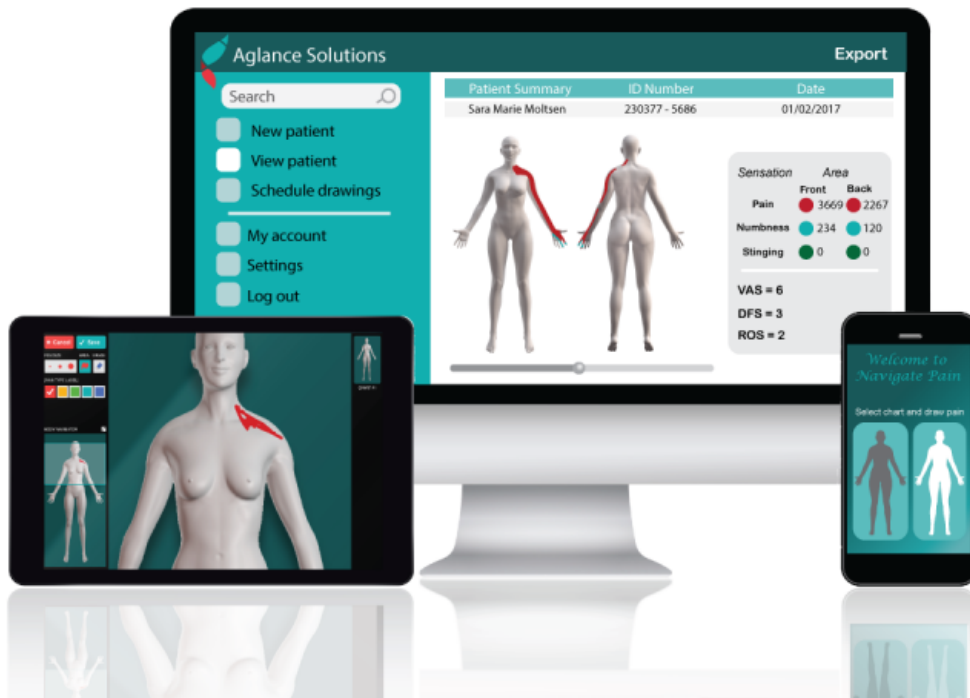 Aglance Solutions
Export
Search
New patient
View patient
Schedule drawings
My account
Settings
Log out
Patient Summary ID Number Date
Sara Marie Moltsen 230377 - 5686 01/02/2017
Sensation Area
Front Back
Pain 3669 2267
Numbness 234 120
Stinging 0 0
VAS = 6
DFS = 3
ROS = 2
Cancel Save
Welcome to
Navigate Pain
Select chart and draw pain